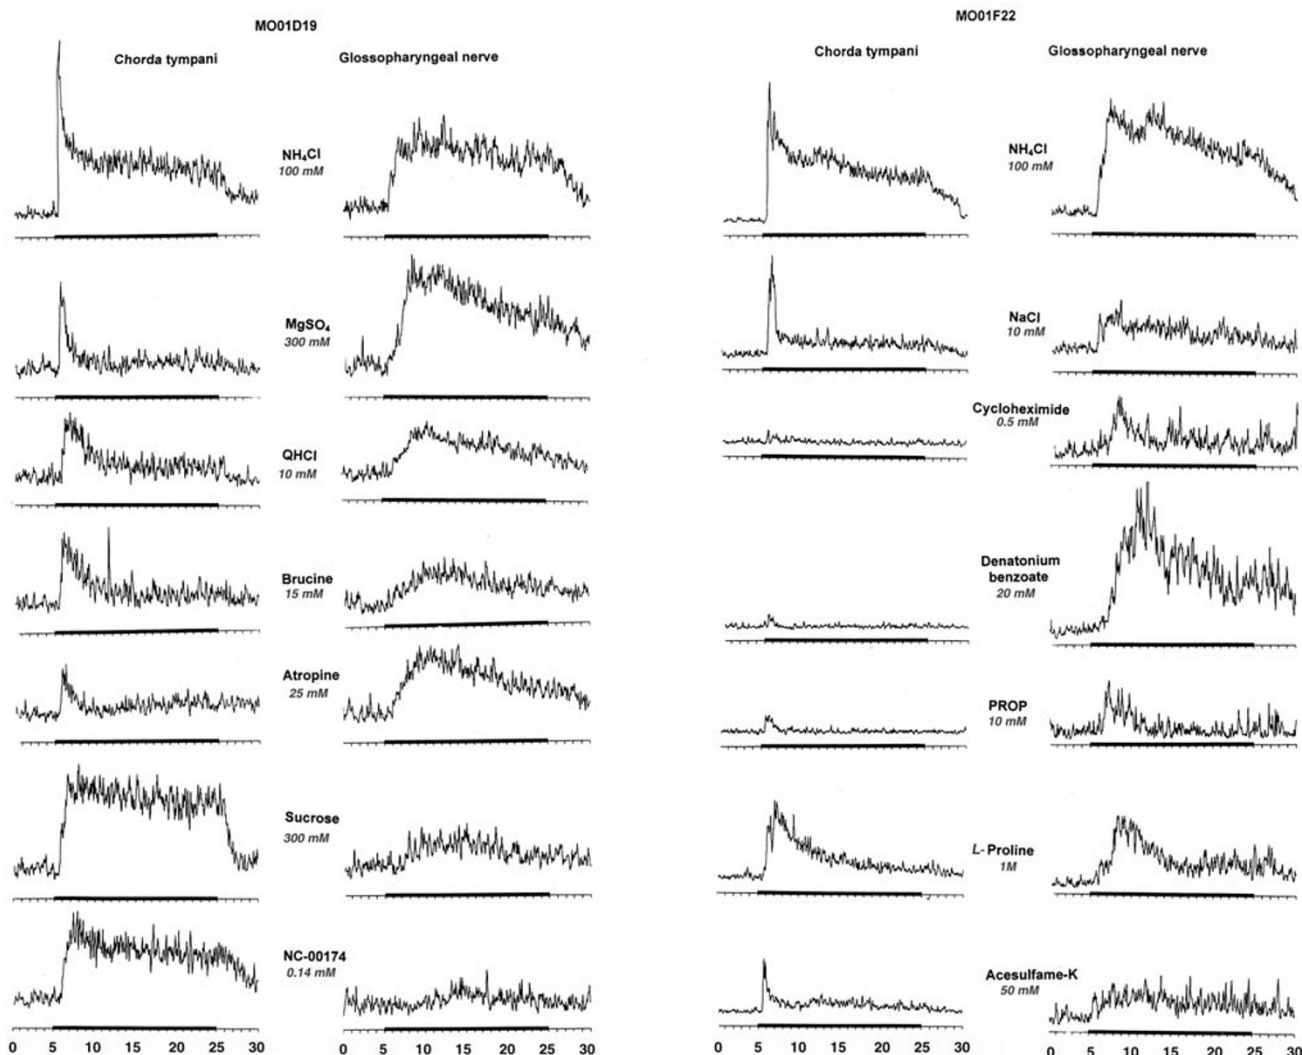 MO01D19
Chorda tympani
Glossopharyngeal nerve
NH₄Cl
100 mM
MgSO₄
300 mM
QHCl
10 mM
Brucine
15 mM
Atropine
25 mM
Sucrose
300 mM
NC-00174
0.14 mM
0 5 10 15 20 25 30
0 5 10 15 20 25 30
MO01F22
Chorda tympani
Glossopharyngeal nerve
NH₄Cl
100 mM
NaCl
10 mM
Cycloheximide
0.5 mM
Denatonium
benzoate
20 mM
PROP
10 mM
L-Proline
1M
Acesulfame-K
50 mM
0 5 10 15 20 25 30
0 5 10 15 20 25 30